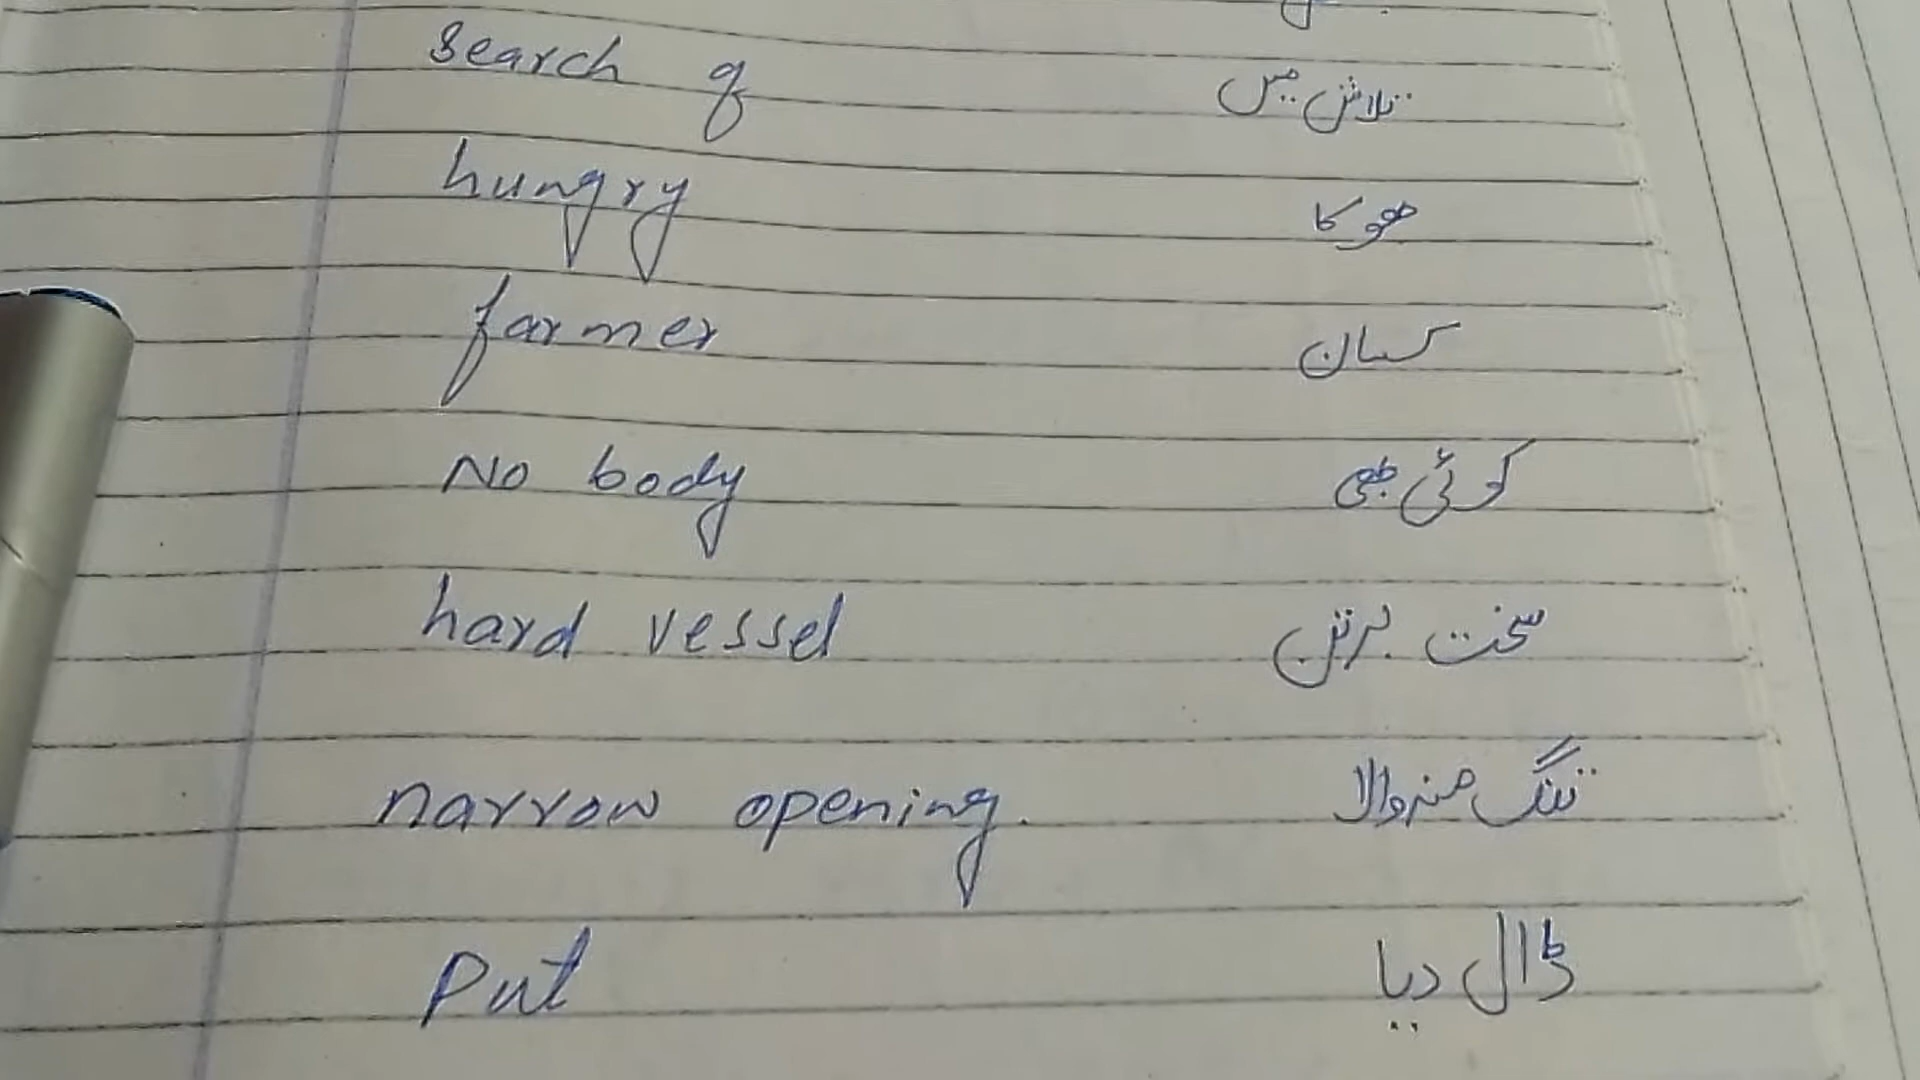 search of تلاش میں
hungry بھوکا
farmer کسان
No body کوئی بھی
hard vessel سخت برتن
narrow opening. تنگ منہ والا
Put ڈال دیا